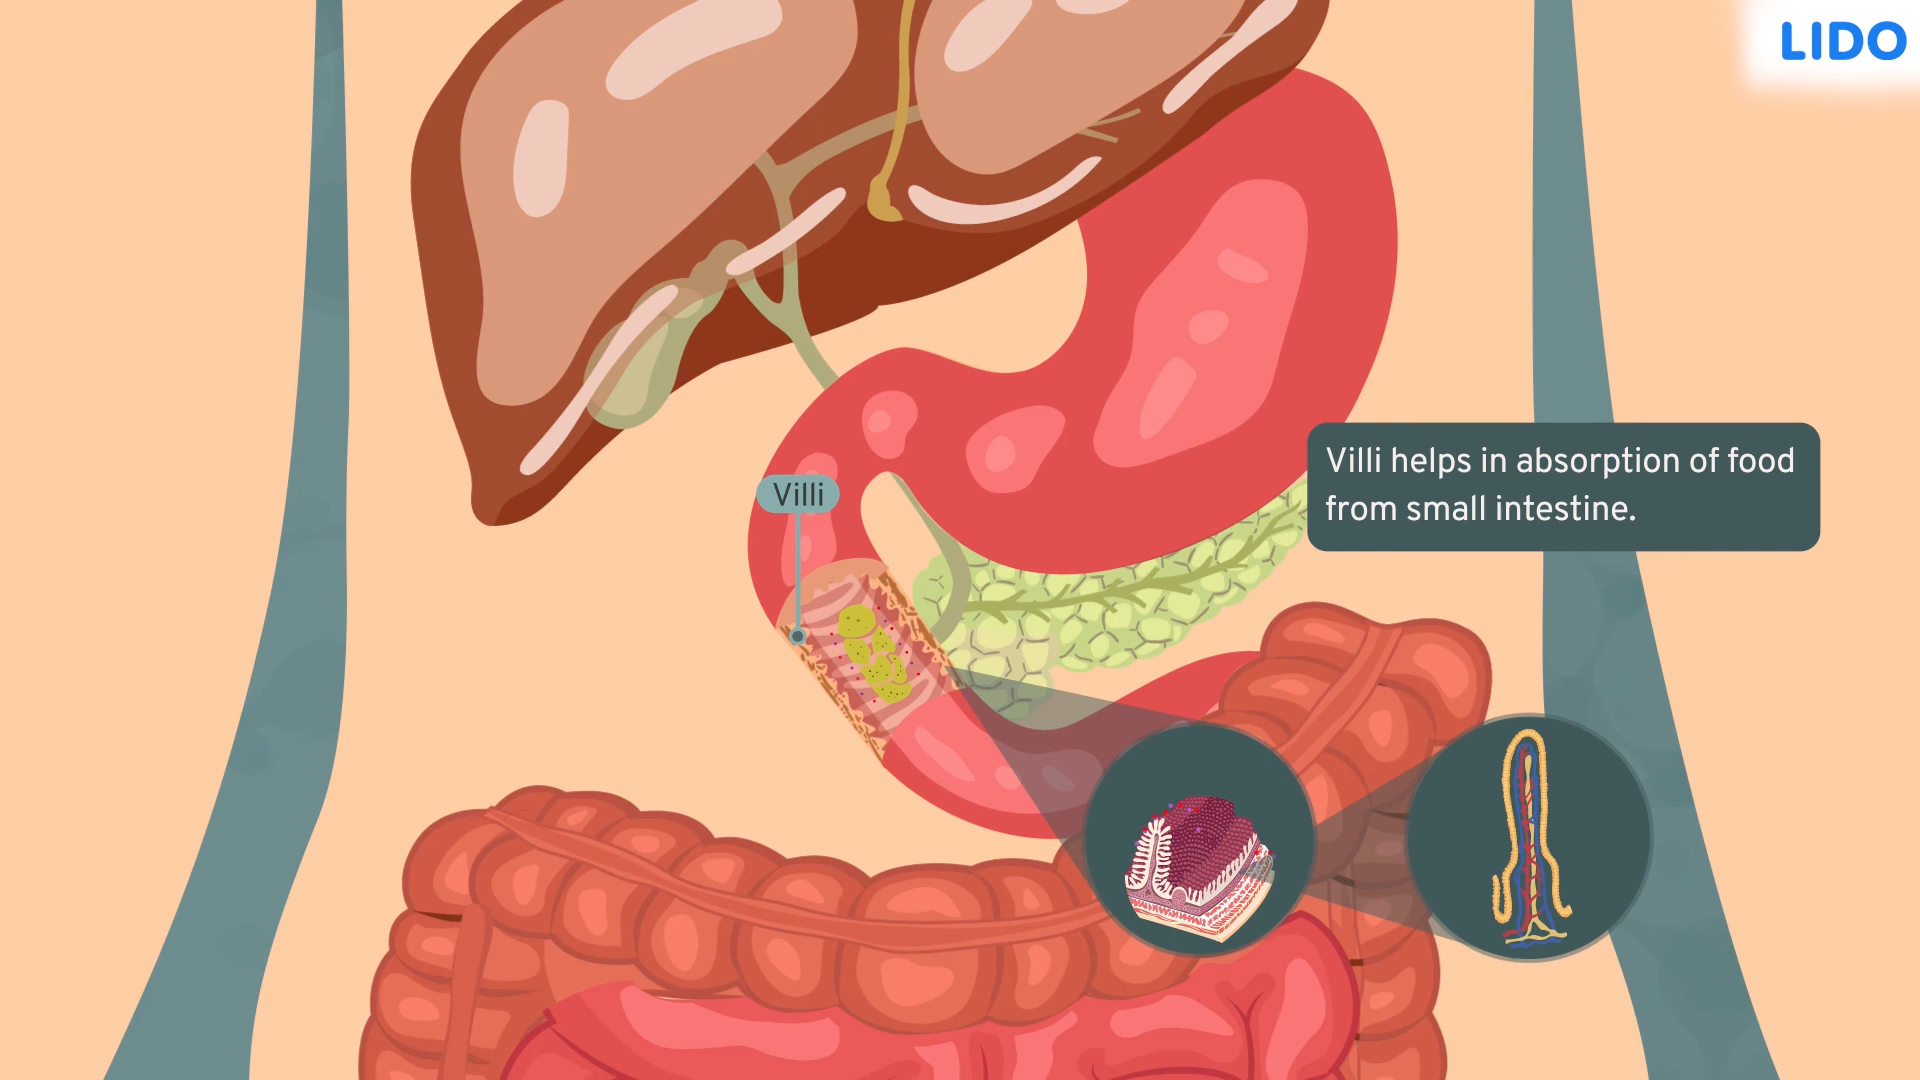 LIDO
Villi helps in absorption of food
from small intestine.
Villi